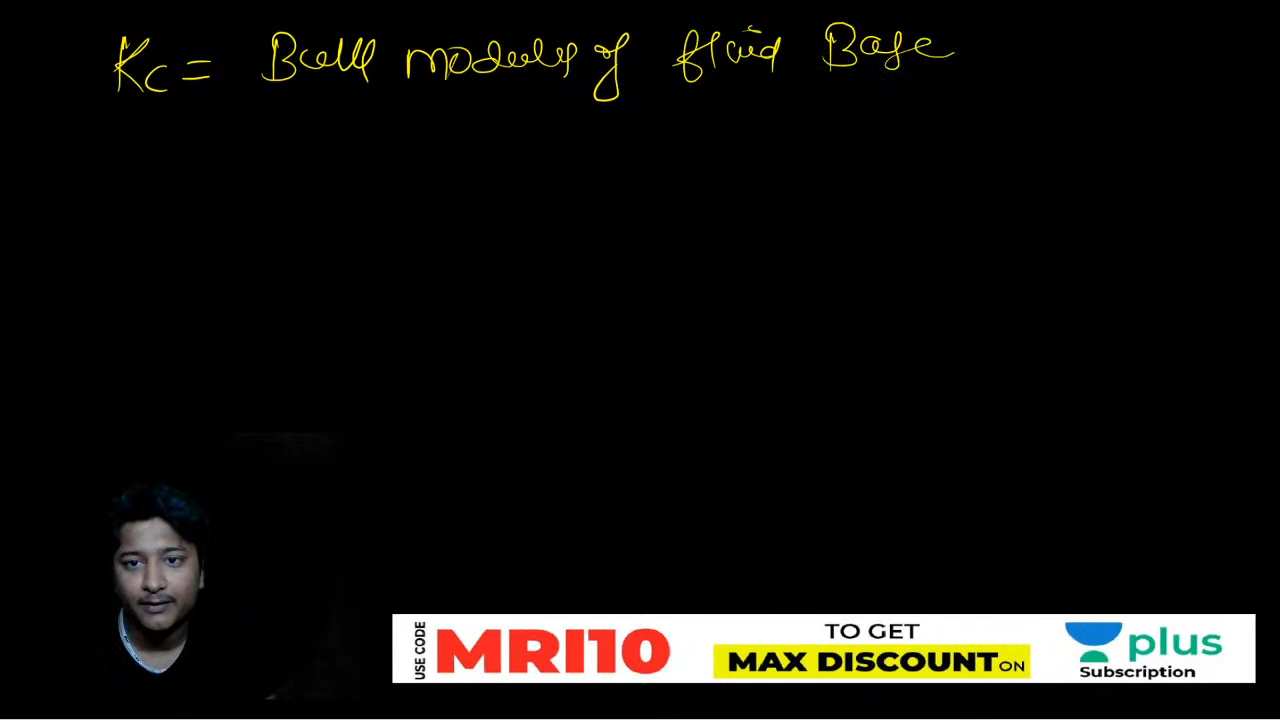 Kc = Bulk modulus of fluid Base
USE CODE
MRI10
TO GET
MAX DISCOUNT ON
plus
Subscription